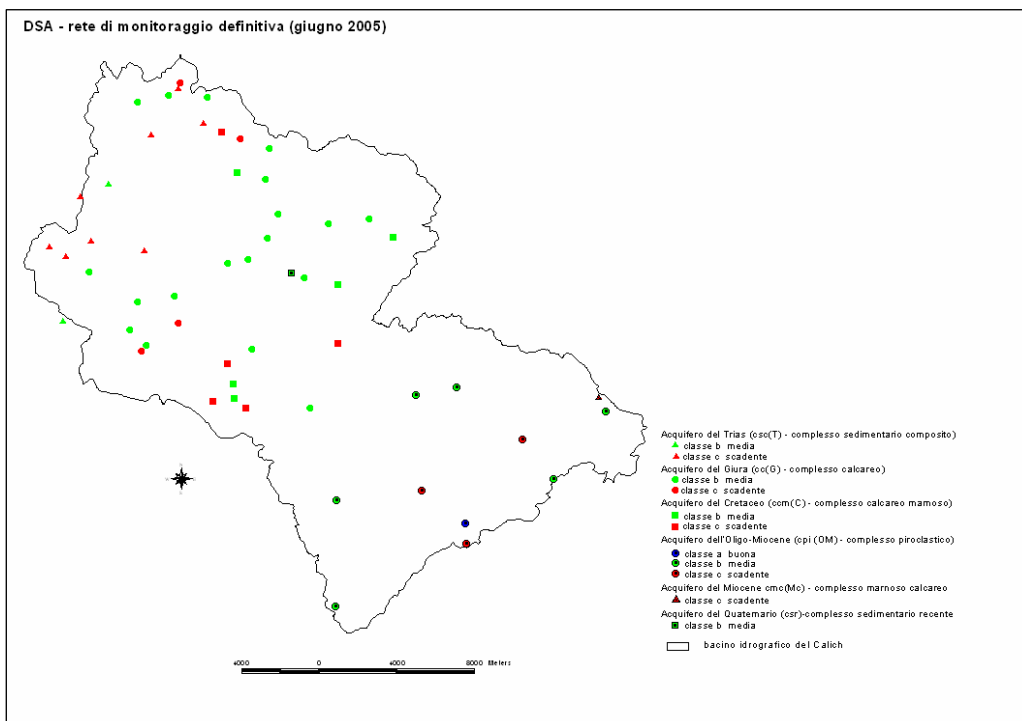 DSA - rete di monitoraggio definitiva (giugno 2005)
Acquifero del Trias (csc(T) - complesso sedimentario composito)
classe b media
classe c scadente
Acquifero del Giura (cc(G) - complesso calcareo)
classe b media
classe c scadente
Acquifero del Cretaceo (ccm(C) - complesso calcareo marnoso)
classe b media
classe c scadente
Acquifero dell'Oligo-Miocene (cpi (OM) - complesso piroclastico)
classe a buona
classe b media
classe c scadente
Acquifero del Miocene cmc(Mc) - complesso marnoso calcareo
classe c scadente
Acquifero del Quaternario (csr)-complesso sedimentario recente
classe b media
bacino idrografico del Calich
4000 0 4000 8000 Meters